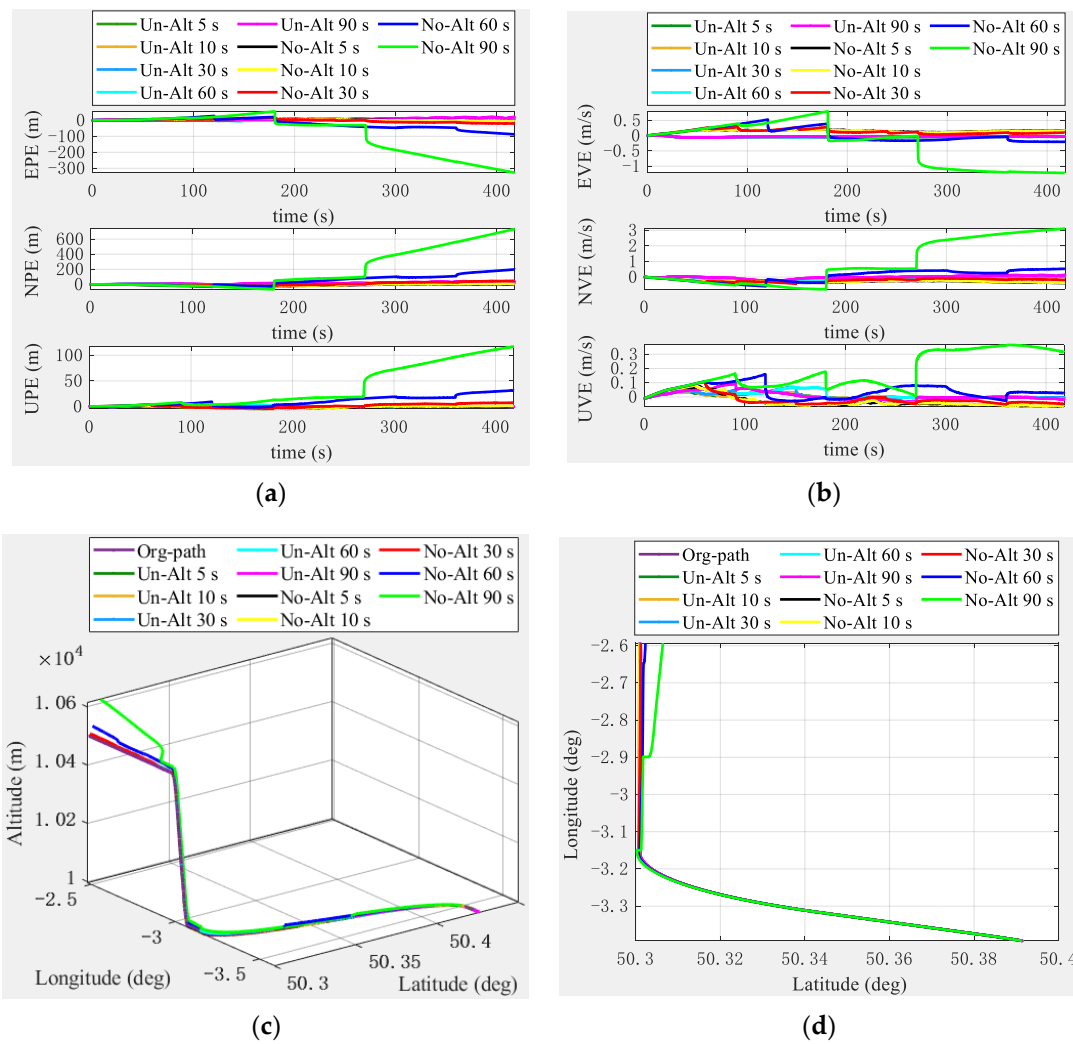 Un-Alt 5 s Un-Alt 90 s No-Alt 60 s
Un-Alt 10 s No-Alt 5 s No-Alt 90 s
Un-Alt 30 s No-Alt 10 s
Un-Alt 60 s No-Alt 30 s
EPE (m)
0
-100
-200
-300
0 100 200 300 400
time (s)
NPE (m)
600
400
200
0
0 100 200 300 400
time (s)
UPE (m)
100
50
0
0 100 200 300 400
time (s)
(a)
Un-Alt 5 s Un-Alt 90 s No-Alt 60 s
Un-Alt 10 s No-Alt 5 s No-Alt 90 s
Un-Alt 30 s No-Alt 10 s
Un-Alt 60 s No-Alt 30 s
EVE (m/s)
0.5
0
-0.5
-1
0 100 200 300 400
time (s)
NVE (m/s)
3
2
1
0
0 100 200 300 400
time (s)
UVE (m/s)
0.3
0.2
0.1
0
0 100 200 300 400
time (s)
(b)
Org-path Un-Alt 60 s No-Alt 30 s
Un-Alt 5 s Un-Alt 90 s No-Alt 60 s
Un-Alt 10 s No-Alt 5 s No-Alt 90 s
Un-Alt 30 s No-Alt 10 s
×10⁴
Altitude (m)
1.06
1.04
1.02
1
-2.5
-3
-3.5
Longitude (deg)
50.3
50.35
50.4
Latitude (deg)
(c)
Org-path Un-Alt 60 s No-Alt 30 s
Un-Alt 5 s Un-Alt 90 s No-Alt 60 s
Un-Alt 10 s No-Alt 5 s No-Alt 90 s
Un-Alt 30 s No-Alt 10 s
Longitude (deg)
-2.6
-2.7
-2.8
-2.9
-3
-3.1
-3.2
-3.3
50.3 50.32 50.34 50.36 50.38 50.4
Latitude (deg)
(d)